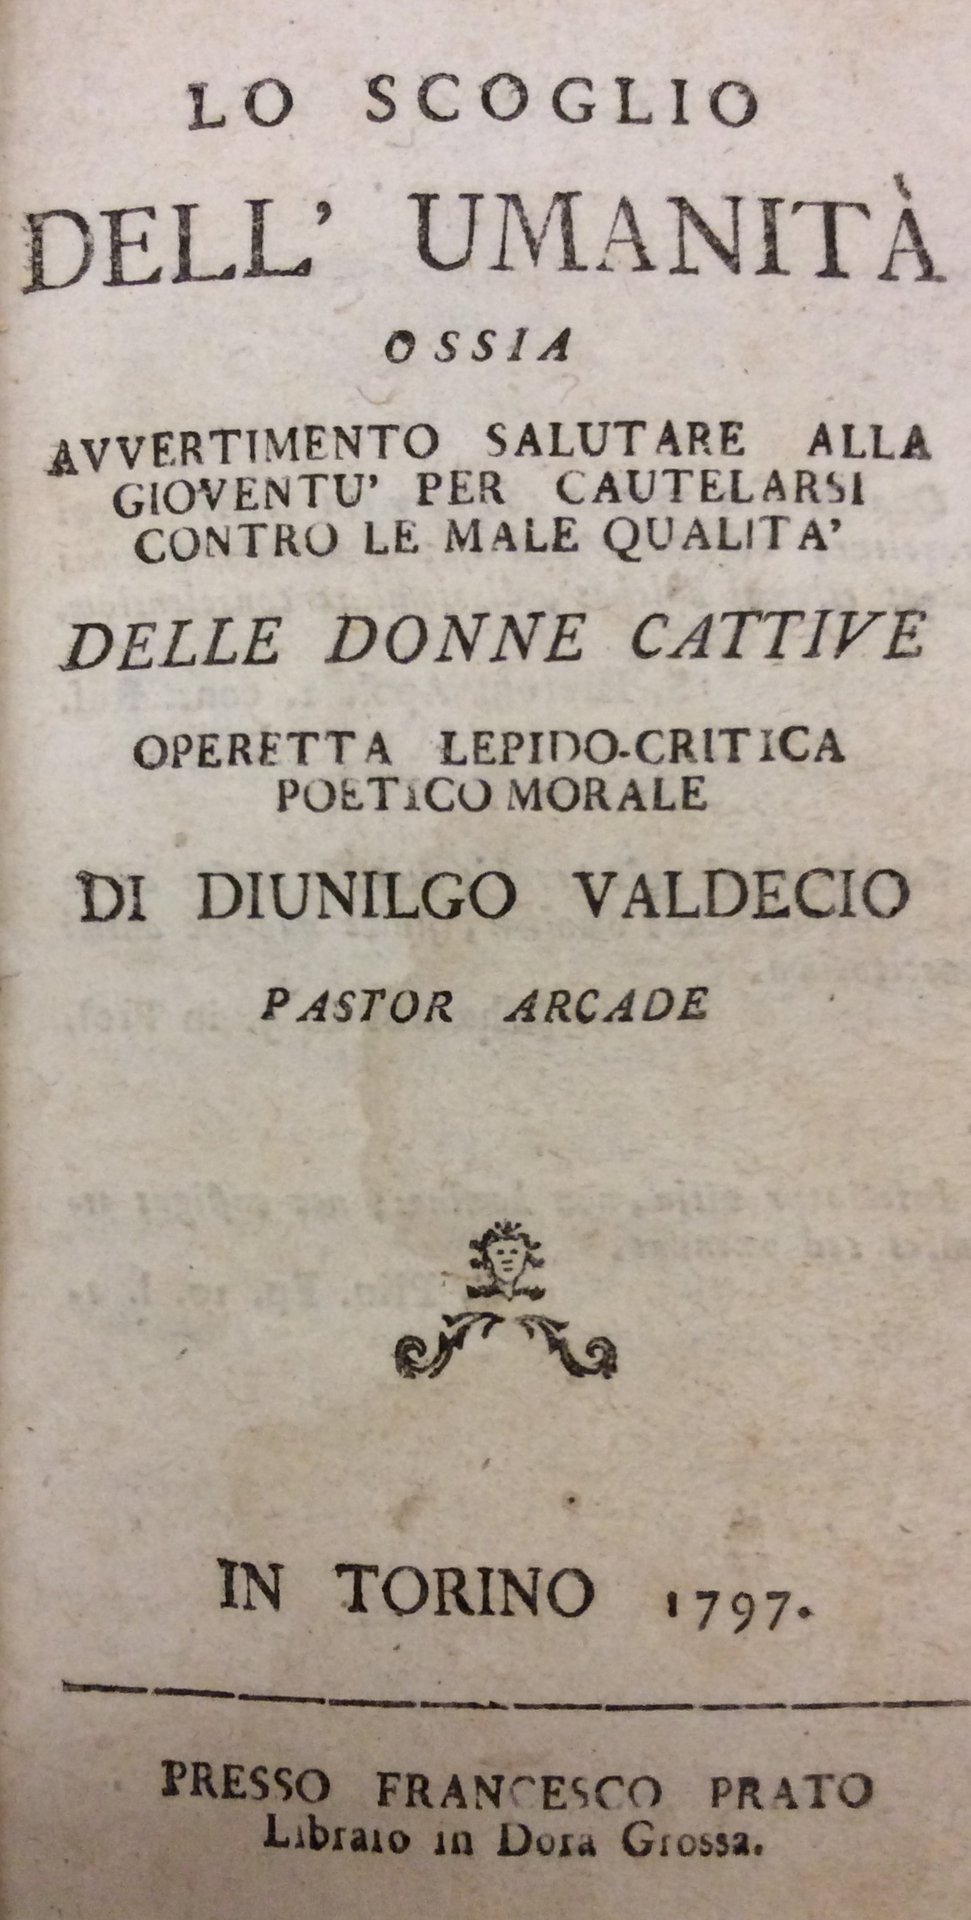 LO SCOGLIO
DELL' UMANITÀ
OSSIA
AVVERTIMENTO SALUTARE ALLA
GIOVENTU' PER CAUTELARSI
CONTRO LE MALE QUALITA'
DELLE DONNE CATTIVE
OPERETTA LEPIDO-CRITICA
POETICO MORALE
DI DIUNILGO VALDECIO
PASTOR ARCADE
IN TORINO 1797.
PRESSO FRANCESCO PRATO
Libraio in Dora Grossa.